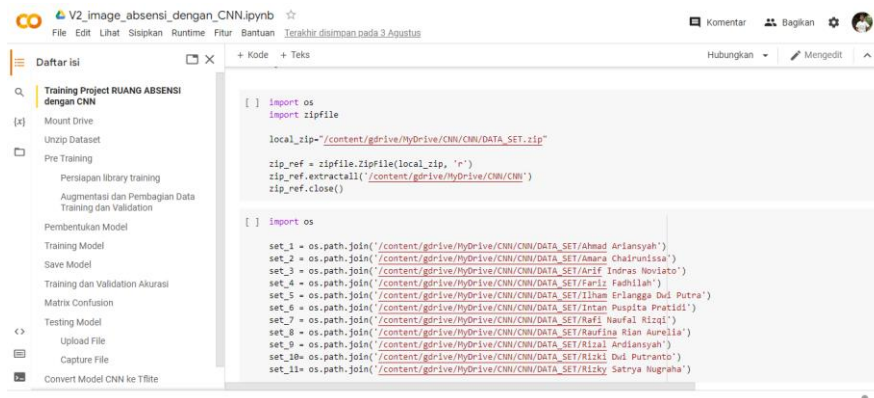 V2_image_absensi_dengan_CNN.ipynb
File Edit Lihat Sisipkan Runtime Fitur Bantuan Terakhir disimpan pada 3 Agustus
Komentar Bagikan
Daftar isi
+ Kode + Teks
Hubungkan Mengedit
Training Project RUANG ABSENSI
dengan CNN
Mount Drive
Unzip Dataset
Pre Training
Persiapan library training
Augmentasi dan Pembagian Data
Training dan Validation
Pembentukan Model
Training Model
Save Model
Training dan Validation Akurasi
Matrix Confusion
Testing Model
Upload File
Capture File
Convert Model CNN ke Tflite
[ ] import os
import zipfile
local_zip="/content/gdrive/MyDrive/CNN/CNN/DATA_SET.zip"
zip_ref = zipfile.ZipFile(local_zip, 'r')
zip_ref.extractall('/content/gdrive/MyDrive/CNN/CNN')
zip_ref.close()
[ ] import os
set_1 = os.path.join('/content/gdrive/MyDrive/CNN/CNN/DATA_SET/Ahmad Ariansyah')
set_2 = os.path.join('/content/gdrive/MyDrive/CNN/CNN/DATA_SET/Amara Chairunissa')
set_3 = os.path.join('/content/gdrive/MyDrive/CNN/CNN/DATA_SET/Arif Indras Noviato')
set_4 = os.path.join('/content/gdrive/MyDrive/CNN/CNN/DATA_SET/Fariz Fadhilah')
set_5 = os.path.join('/content/gdrive/MyDrive/CNN/CNN/DATA_SET/Ilham Erlangga Dwi Putra')
set_6 = os.path.join('/content/gdrive/MyDrive/CNN/CNN/DATA_SET/Intan Puspita Pratidi')
set_7 = os.path.join('/content/gdrive/MyDrive/CNN/CNN/DATA_SET/Rafi Naufal Rizqi')
set_8 = os.path.join('/content/gdrive/MyDrive/CNN/CNN/DATA_SET/Raufina Rian Aurelia')
set_9 = os.path.join('/content/gdrive/MyDrive/CNN/CNN/DATA_SET/Rizal Ardiansyah')
set_10= os.path.join('/content/gdrive/MyDrive/CNN/CNN/DATA_SET/Rizki Dwi Putranto')
set_11= os.path.join('/content/gdrive/MyDrive/CNN/CNN/DATA_SET/Rizky Satrya Nugraha')